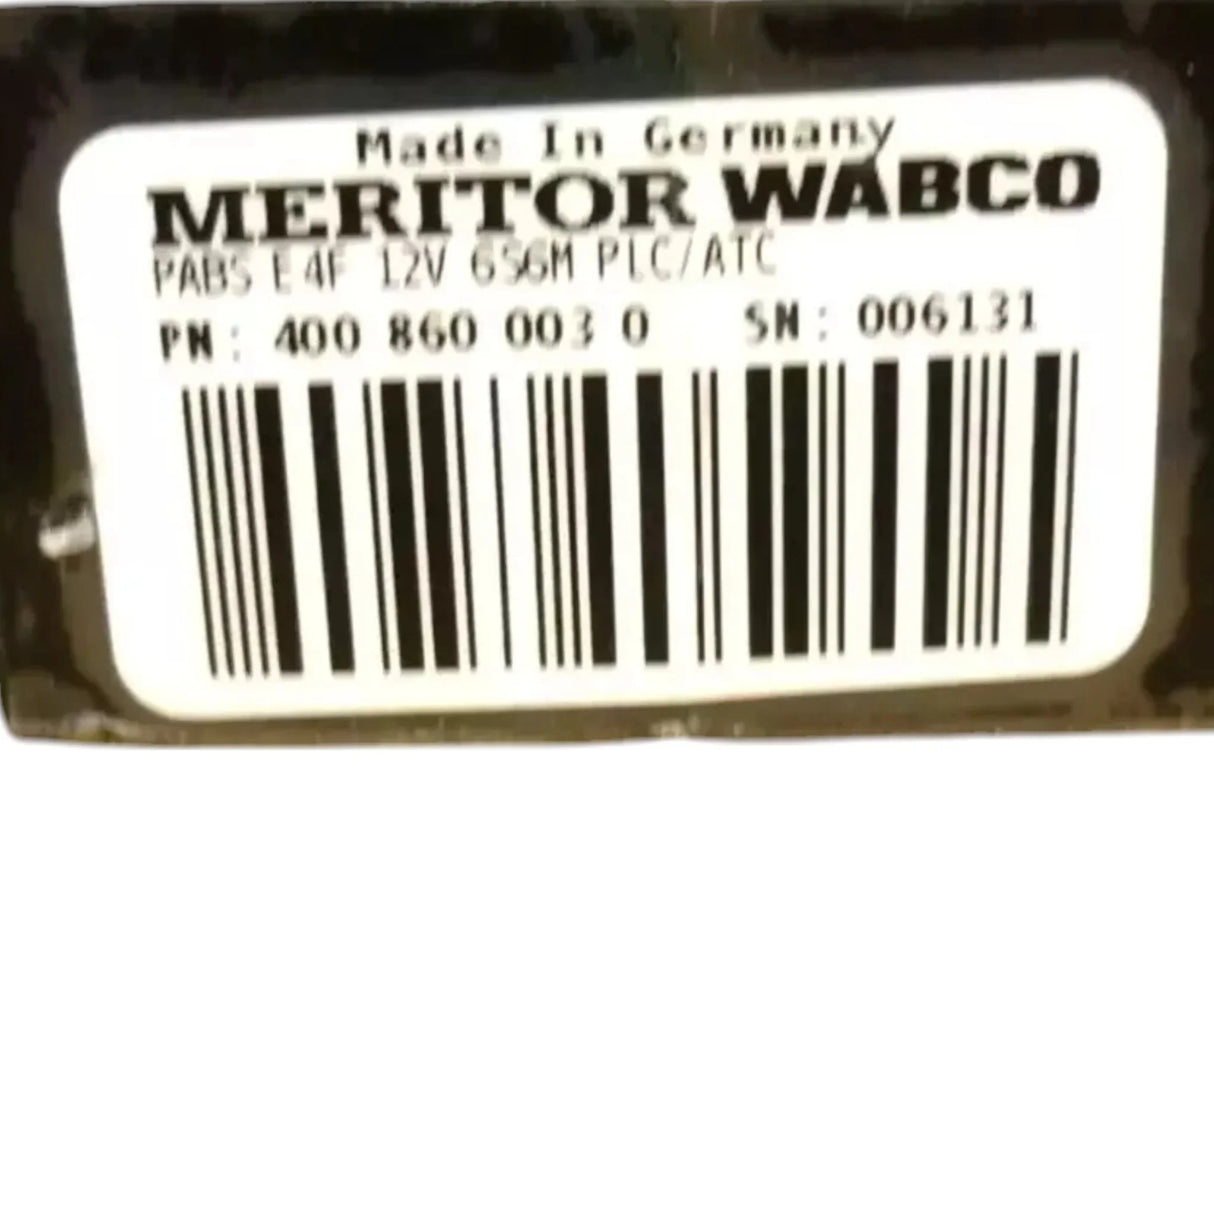 Made In Germany
MERITOR WABCO
PABS E4F 12V 6S6M PLC/ATC
PN: 400 860 003 0 SN: 006131